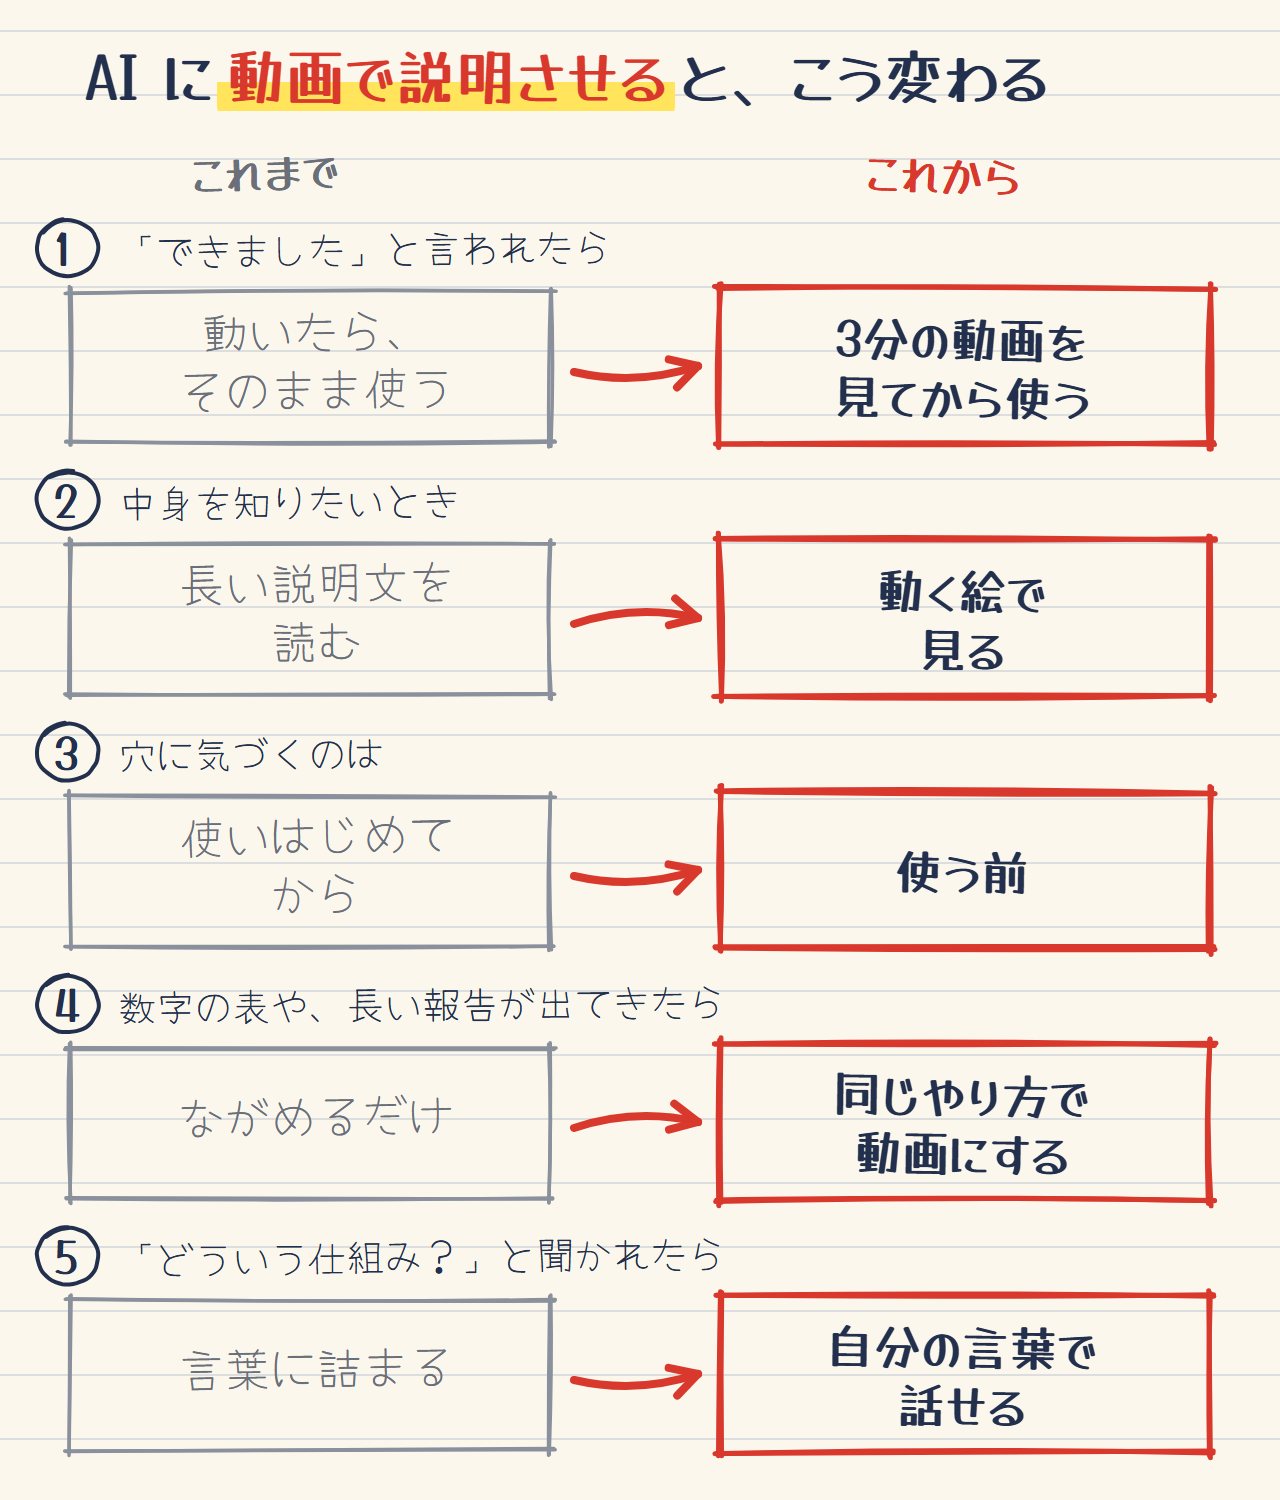 AI に動画で説明させると、こう変わる
これまで
これから
1 「できました」と言われたら
動いたら、
そのまま使う
3分の動画を
見てから使う
2 中身を知りたいとき
長い説明文を
読む
動く絵で
見る
3 穴に気づくのは
使いはじめて
から
使う前
4 数字の表や、長い報告が出てきたら
ながめるだけ
同じやり方で
動画にする
5 「どういう仕組み？」と聞かれたら
言葉に詰まる
自分の言葉で
話せる